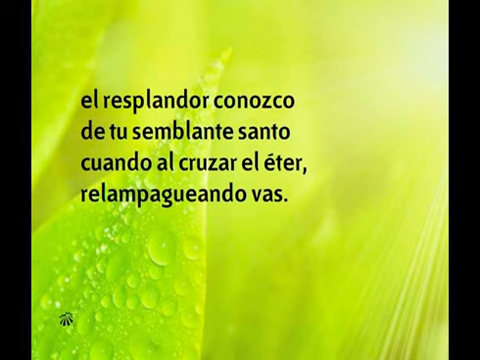 el resplandor conozco
de tu semblante santo
cuando al cruzar el éter,
relampagueando vas.